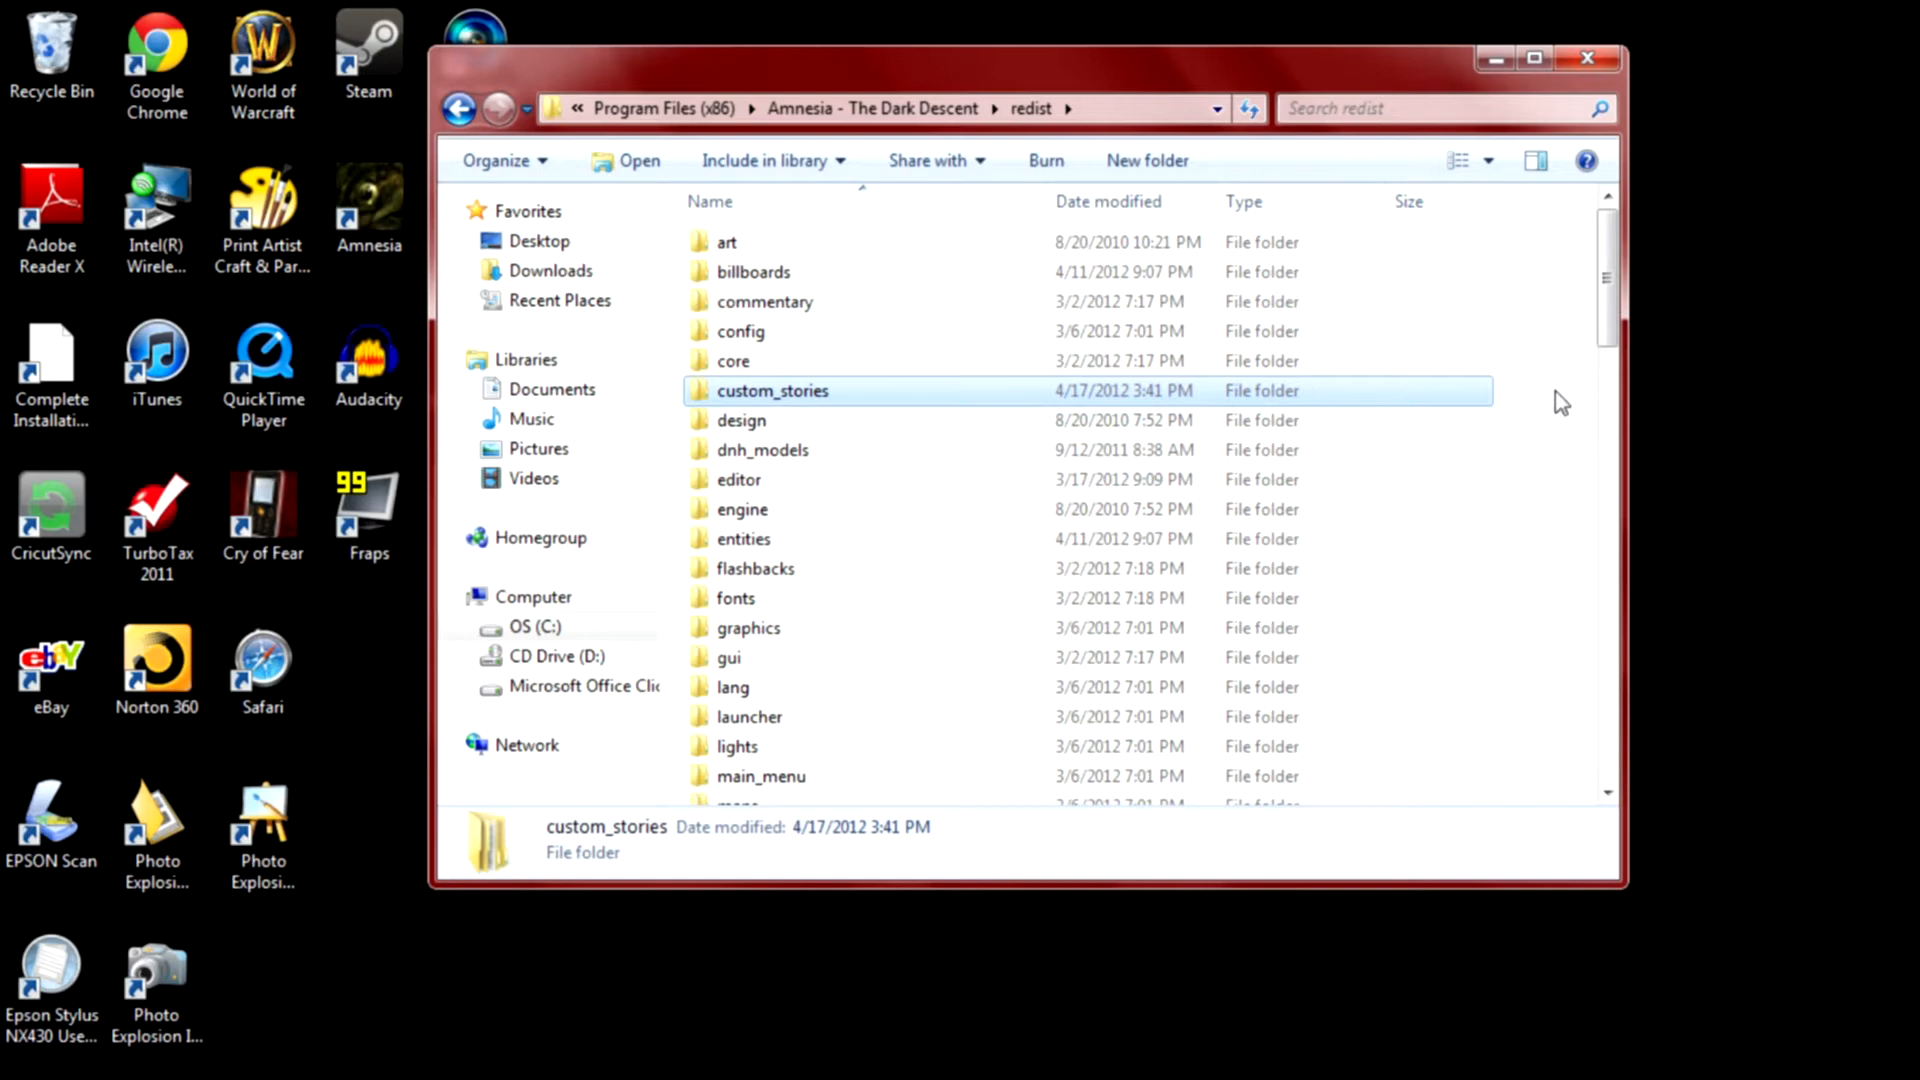 Recycle Bin
Google
Chrome
World of
Warcraft
Steam
Adobe
Reader X
Intel(R)
Wirele...
Print Artist
Craft & Par...
Amnesia
Complete
Installati...
iTunes
QuickTime
Player
Audacity
CricutSync
TurboTax
2011
Cry of Fear
99
Fraps
ebay
eBay
Norton 360
Safari
EPSON Scan
Photo
Explosi...
Photo
Explosi...
Epson Stylus
NX430 Use...
Photo
Explosion I...
« Program Files (x86) Amnesia - The Dark Descent redist
Search redist
Organize Open Include in library Share with Burn New folder
Favorites
Desktop
Downloads
Recent Places
Libraries
Documents
Music
Pictures
Videos
Homegroup
Computer
OS (C:)
CD Drive (D:)
Microsoft Office Clic
Network
Name Date modified Type Size
art 8/20/2010 10:21 PM File folder
billboards 4/11/2012 9:07 PM File folder
commentary 3/2/2012 7:17 PM File folder
config 3/6/2012 7:01 PM File folder
core 3/2/2012 7:17 PM File folder
custom_stories 4/17/2012 3:41 PM File folder
design 8/20/2010 7:52 PM File folder
dnh_models 9/12/2011 8:38 AM File folder
editor 3/17/2012 9:09 PM File folder
engine 8/20/2010 7:52 PM File folder
entities 4/11/2012 9:07 PM File folder
flashbacks 3/2/2012 7:18 PM File folder
fonts 3/2/2012 7:18 PM File folder
graphics 3/6/2012 7:01 PM File folder
gui 3/2/2012 7:17 PM File folder
lang 3/6/2012 7:01 PM File folder
launcher 3/6/2012 7:01 PM File folder
lights 3/6/2012 7:01 PM File folder
main_menu 3/6/2012 7:01 PM File folder
custom_stories Date modified: 4/17/2012 3:41 PM
File folder